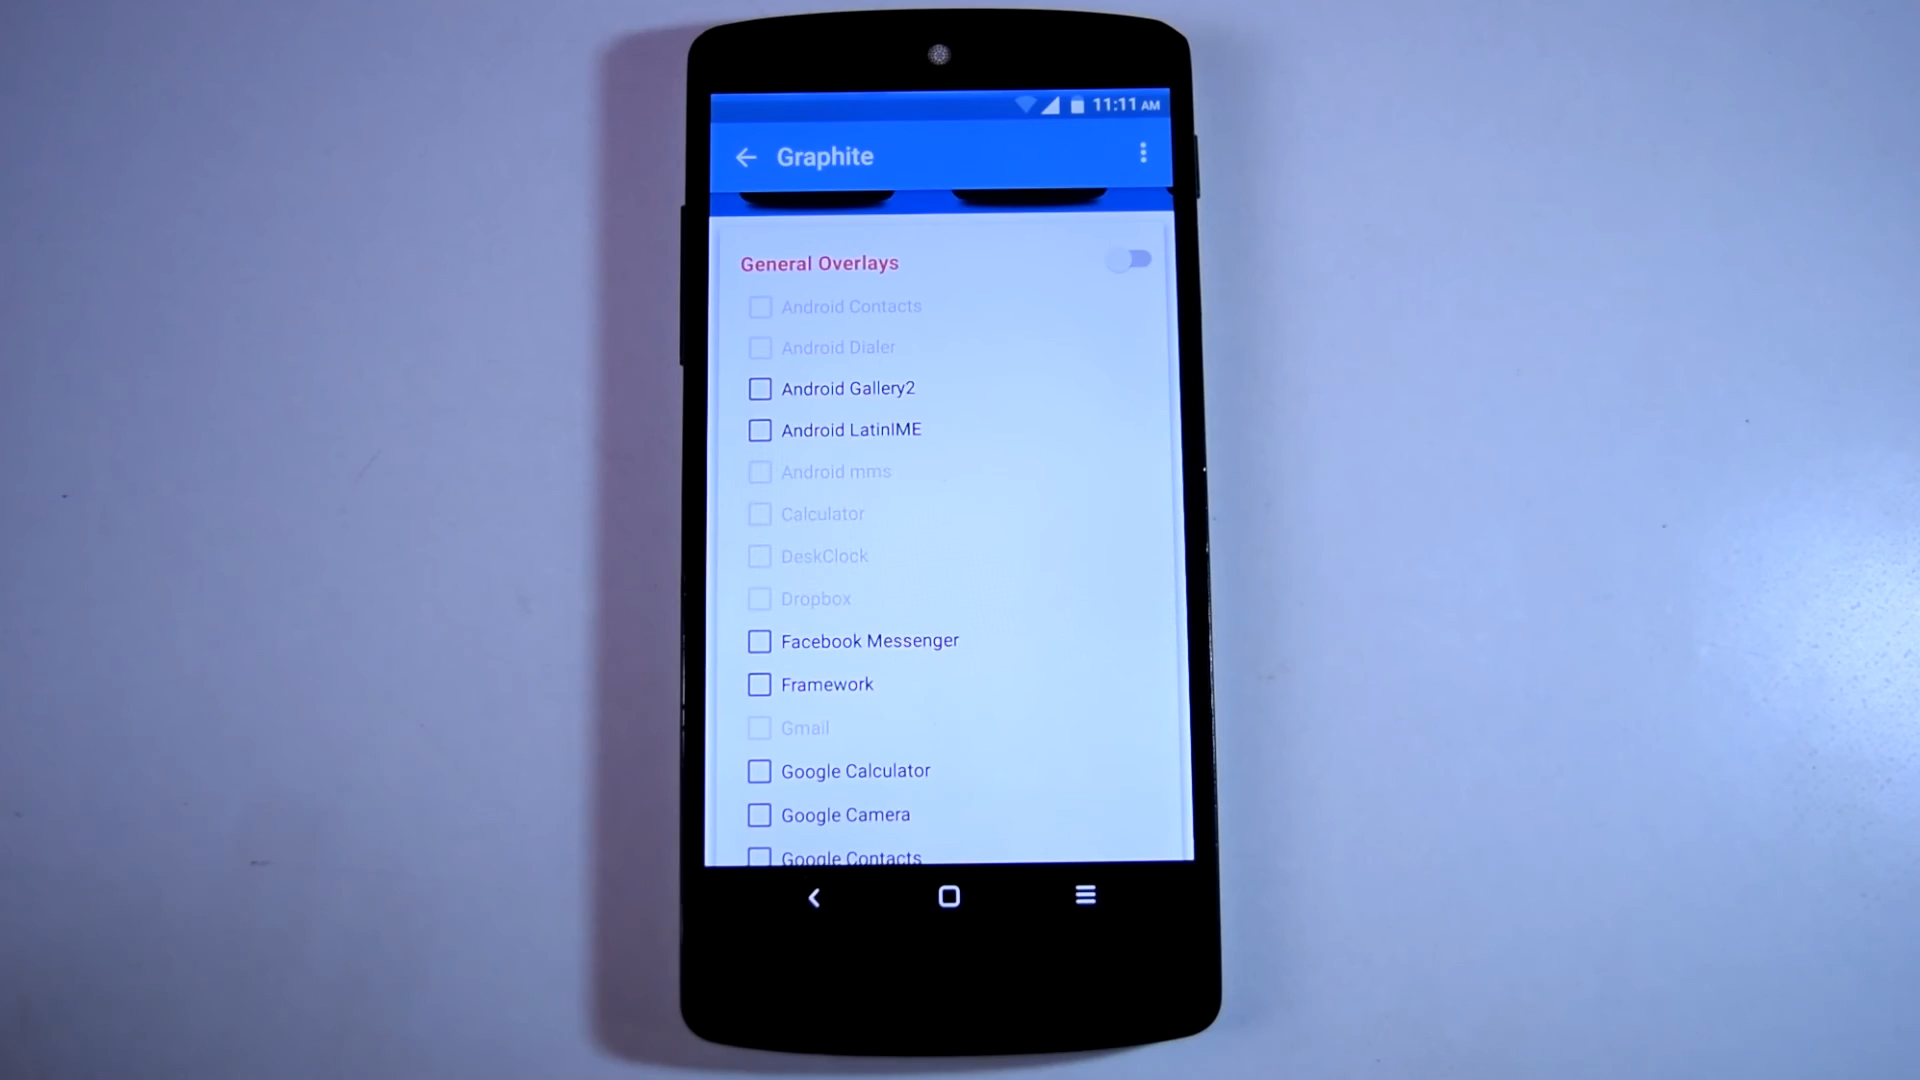 11:11 AM
Graphite
General Overlays
Android Contacts
Android Dialer
Android Gallery2
Android LatinIME
Android mms
Calculator
DeskClock
Dropbox
Facebook Messenger
Framework
Gmail
Google Calculator
Google Camera
Google Contacts